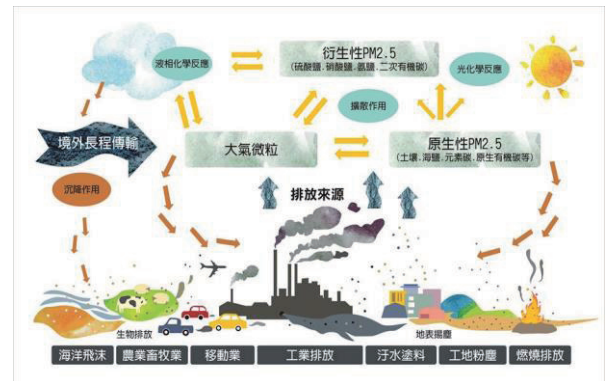 液相化學反應
衍生性PM2.5
(硫酸鹽.硝酸鹽.氨鹽.二次有機碳)
光化學反應
擴散作用
境外長程傳輸
大氣微粒
原生性PM2.5
(土壤.海鹽.元素碳.原生有機碳等)
沉降作用
排放來源
生物排放
地表揚塵
海洋飛沫
農業畜牧業
移動業
工業排放
汙水塗料
工地粉塵
燃燒排放